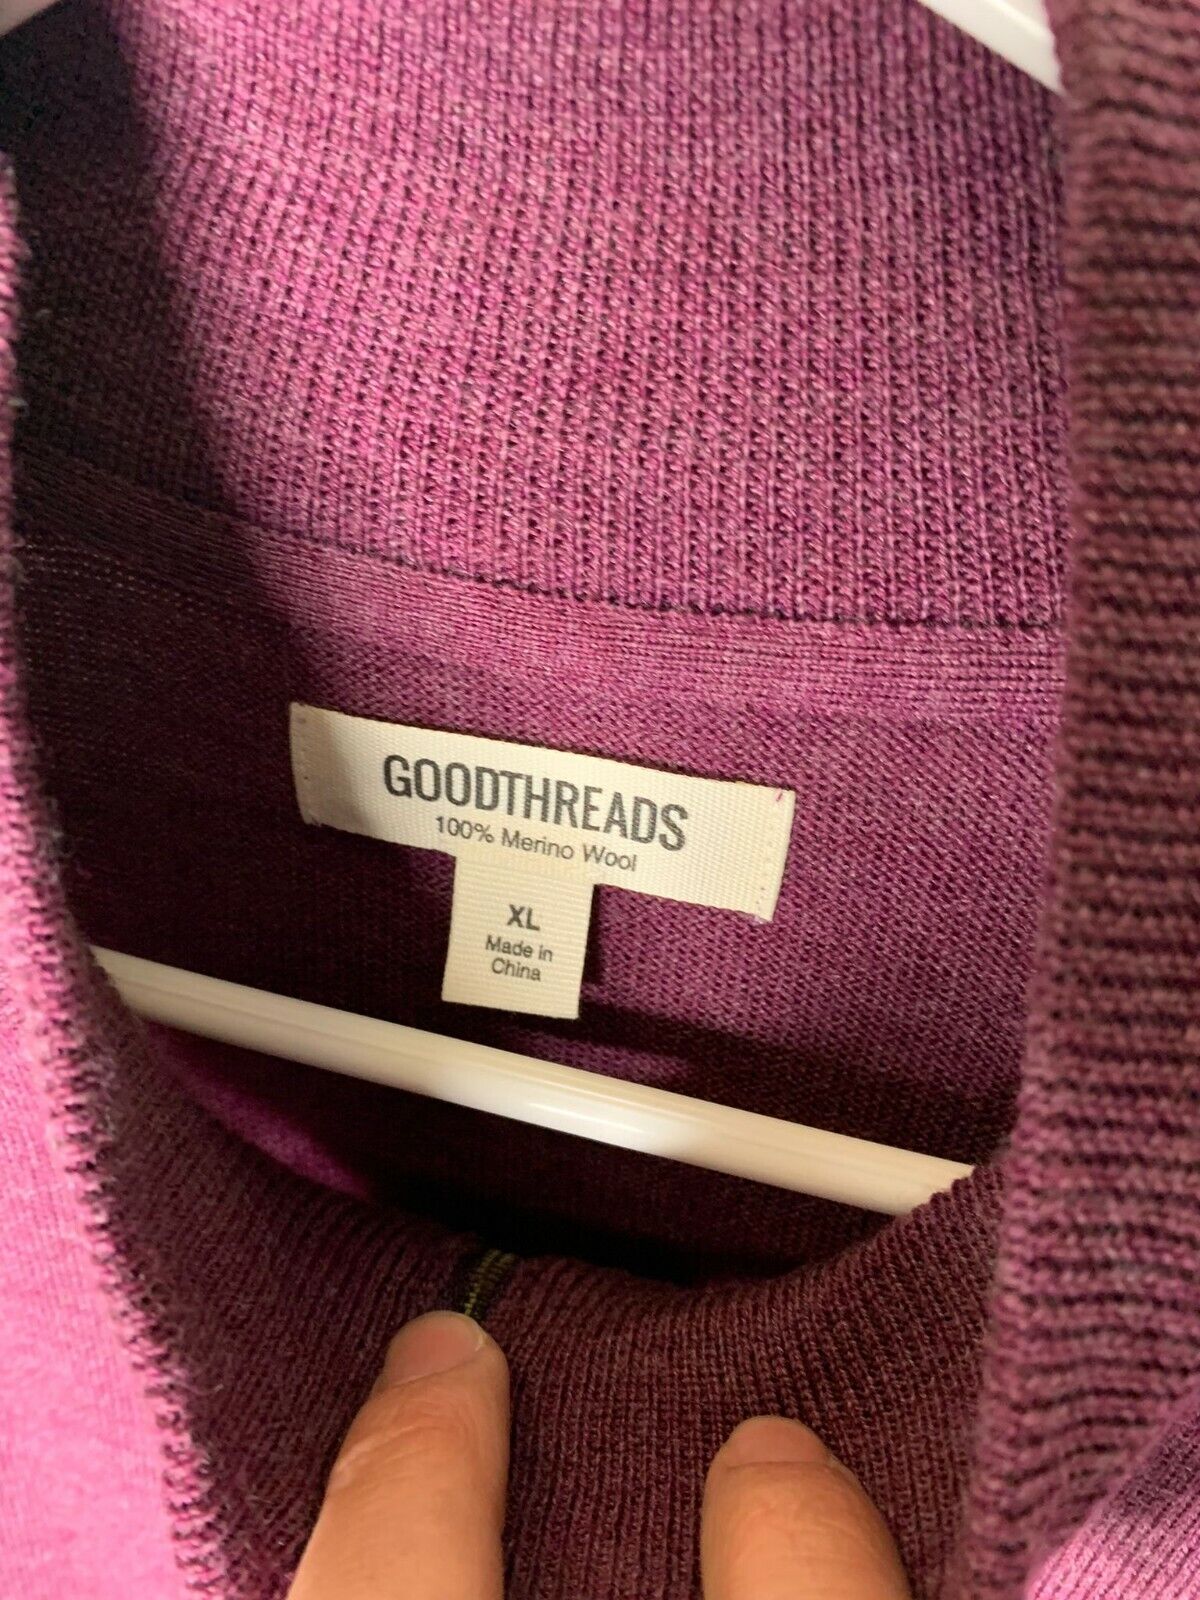 GOODTHREADS
100% Merino Wool
XL
Made in
China